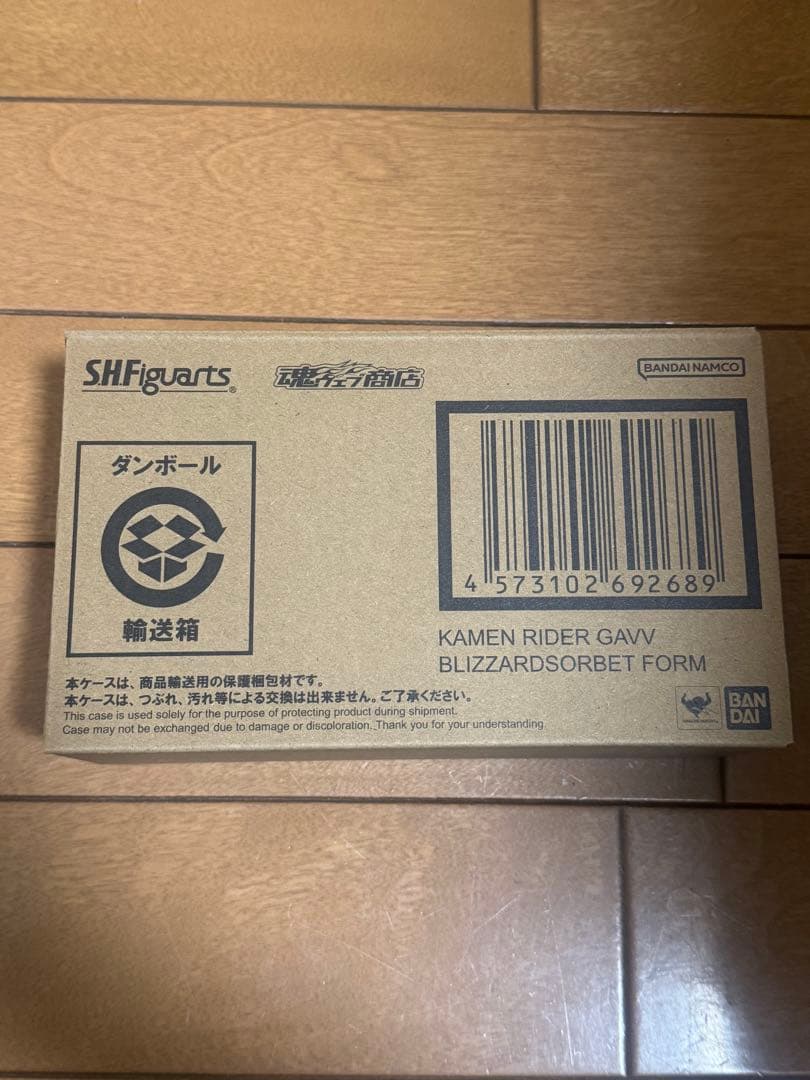 S.H.Figuarts®
魂ウェブ商店
BANDAI NAMCO
ダンボール
輸送箱
4 573102 692689
KAMEN RIDER GAVV
BLIZZARDSORBET FORM
本ケースは、商品輸送用の保護梱包材です。
本ケースは、つぶれ、汚れ等による交換は出来ません。ご了承ください。
This case is used solely for the purpose of protecting product during shipment.
Case may not be exchanged due to damage or discoloration. Thank you for your understanding.
BAN
DAI